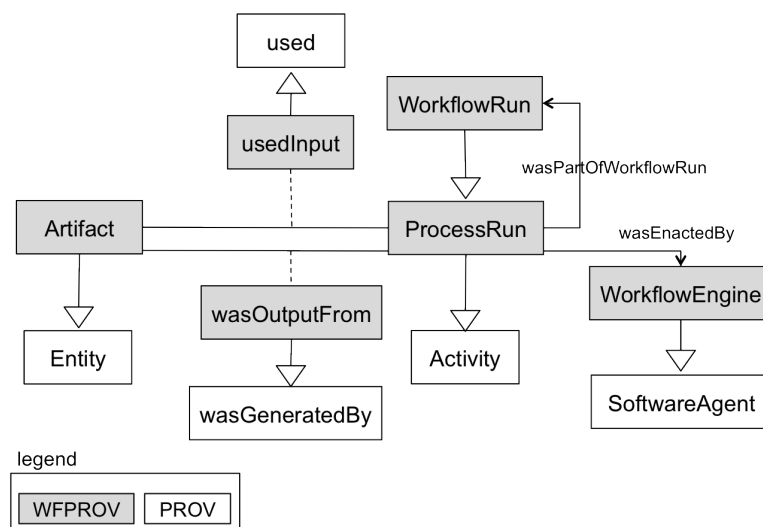 used
WorkflowRun
usedInput
wasPartOfWorkflowRun
Artifact
ProcessRun
wasEnactedBy
WorkflowEngine
wasOutputFrom
Entity
Activity
SoftwareAgent
wasGeneratedBy
legend
WFPROV PROV